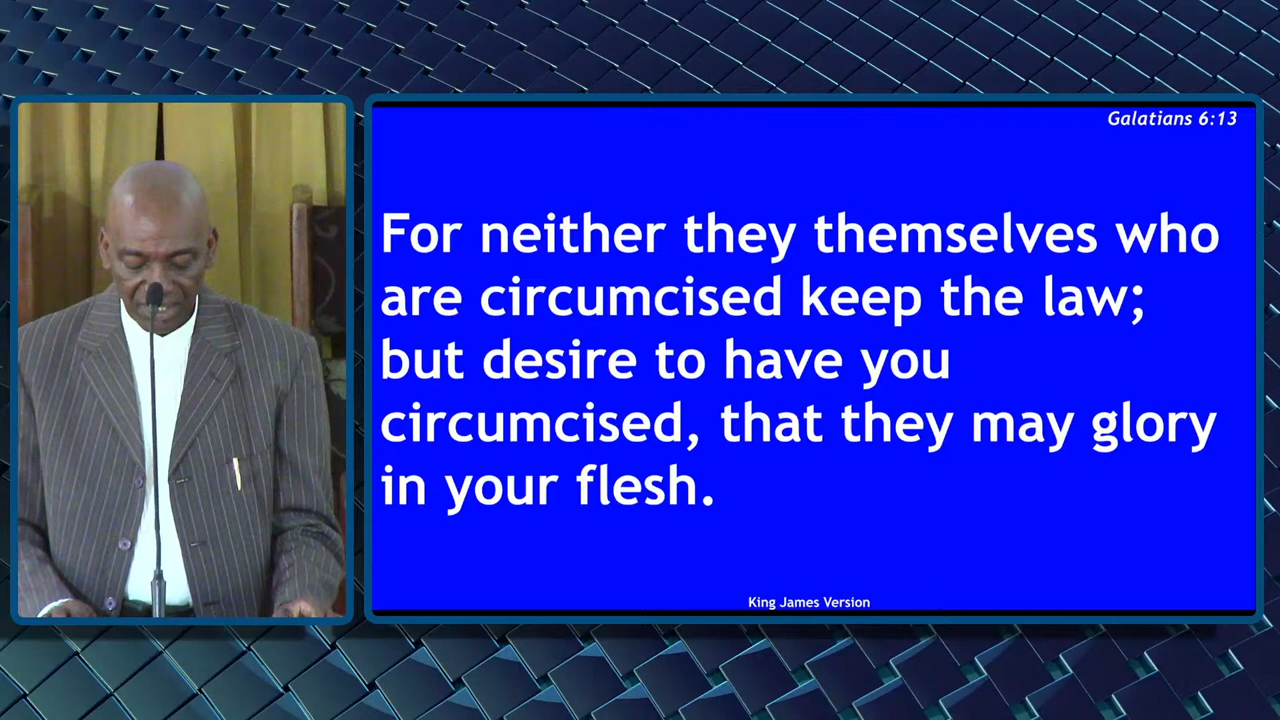 Galatians 6:13
For neither they themselves who
are circumcised keep the law;
but desire to have you
circumcised, that they may glory
in your flesh.
King James Version